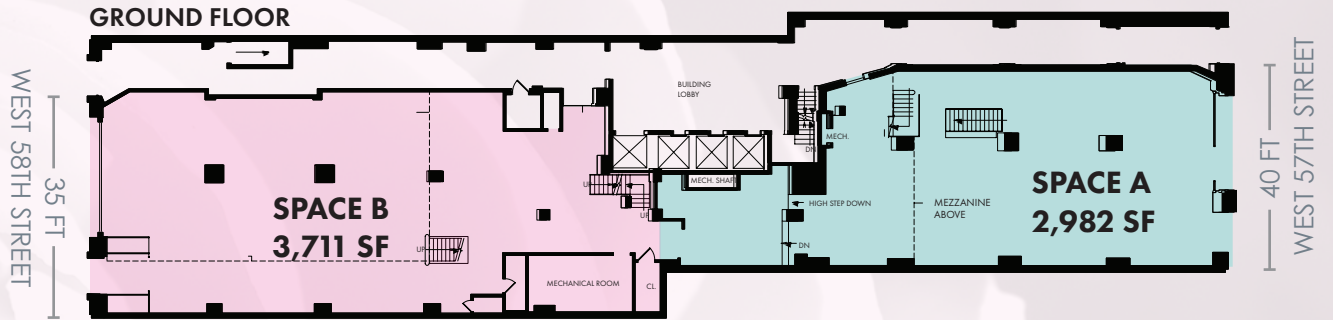 GROUND FLOOR
WEST 58TH STREET
35 FT
SPACE B
3,711 SF
UP
UP
UP
MECHANICAL ROOM
CL.
BUILDING
LOBBY
MECH. SHAFT
DN
MECH.
HIGH STEP DOWN
DN
MEZZANINE
ABOVE
SPACE A
2,982 SF
40 FT
WEST 57TH STREET